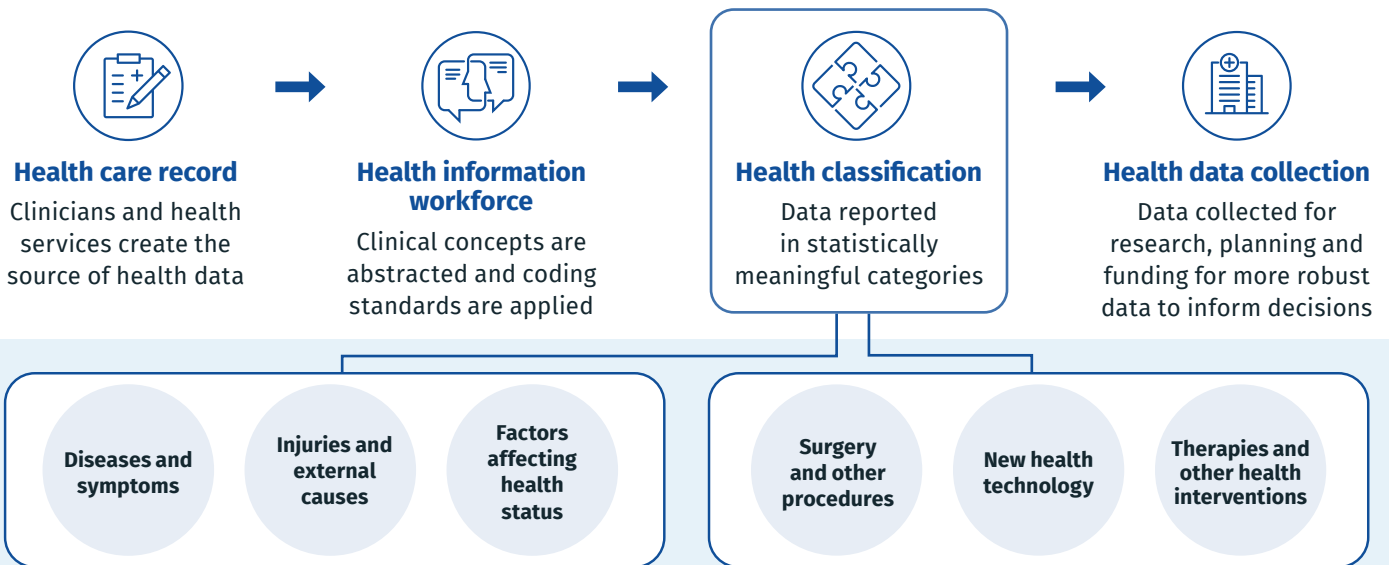 Health care record
Clinicians and health
services create the
source of health data
Health information
workforce
Clinical concepts are
abstracted and coding
standards are applied
Health classification
Data reported
in statistically
meaningful categories
Health data collection
Data collected for
research, planning and
funding for more robust
data to inform decisions
Diseases and
symptoms
Injuries and
external
causes
Factors
affecting
health
status
Surgery
and other
procedures
New health
technology
Therapies and
other health
interventions